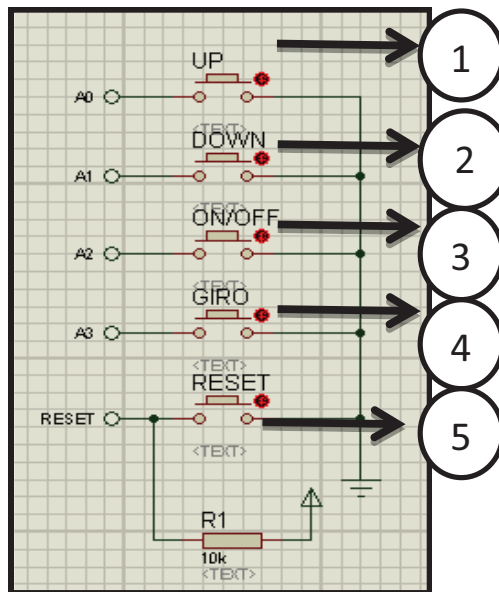 UP
1
A0
<TEXT>
DOWN
2
A1
<TEXT>
ON/OFF
3
A2
<TEXT>
GIRO
4
A3
<TEXT>
RESET
RESET
5
<TEXT>
R1
10k
<TEXT>